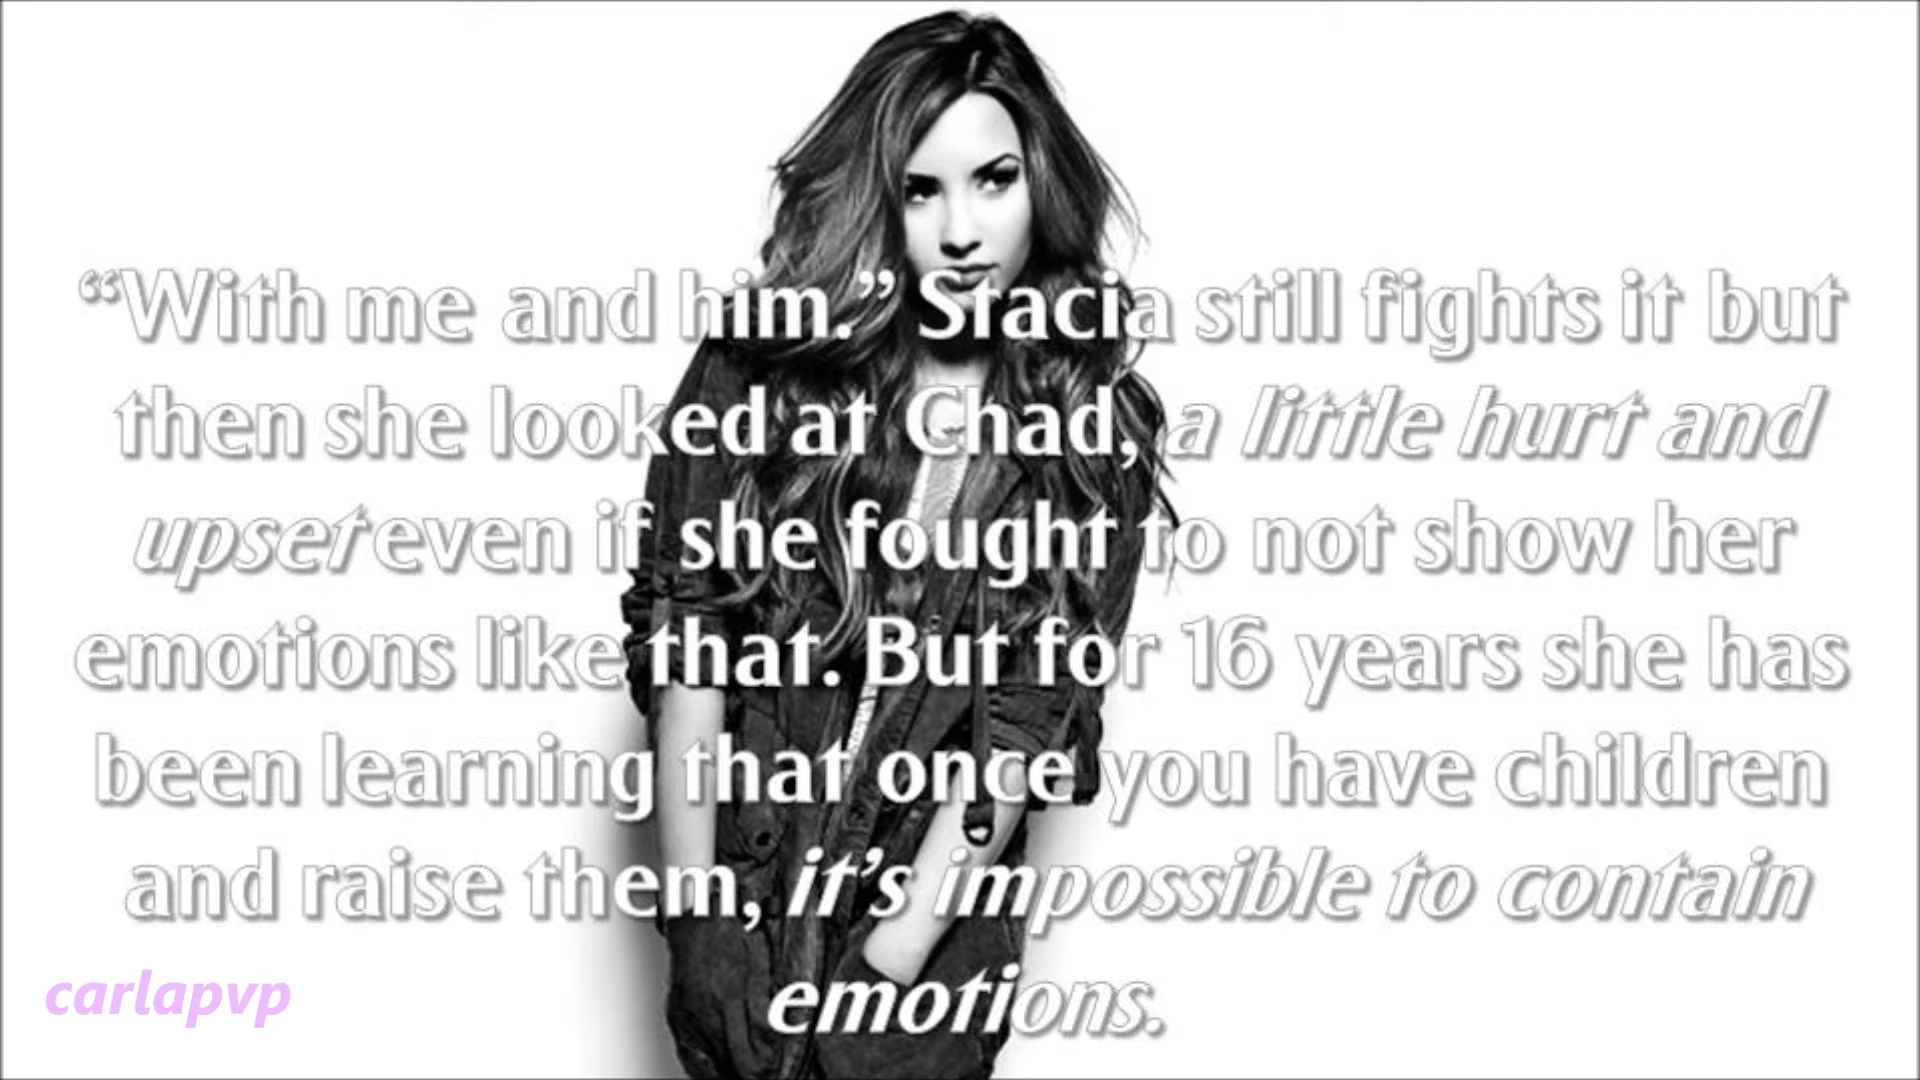 “With me and him.” Stacia still fights it but
then she looked at Chad, a little hurt and
upset even if she fought to not show her
emotions like that. But for 16 years she has
been learning that once you have children
and raise them, it’s impossible to contain
emotions.
carlapvp